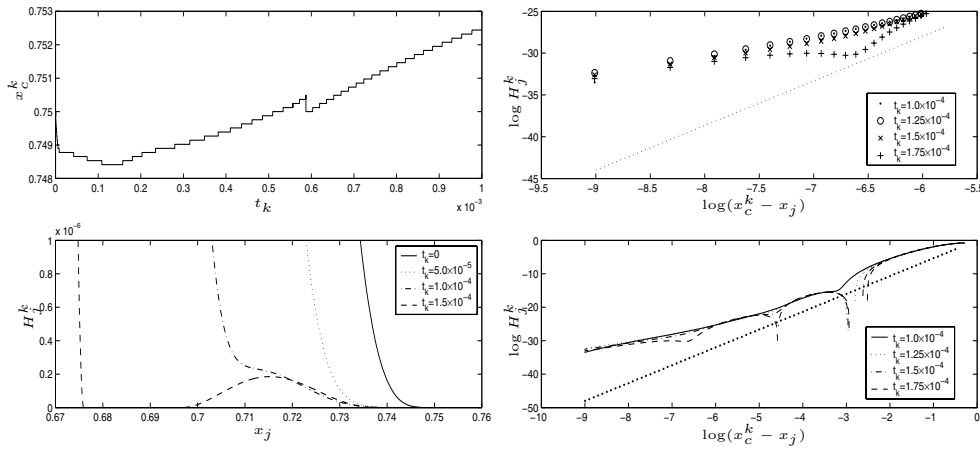 0.753
0.752
0.751
0.75
0.749
0.748
x_c^k
0 0.1 0.2 0.3 0.4 0.5 0.6 0.7 0.8 0.9 1
t_k
x 10^-3
-25
-30
-35
-40
-45
log H_j^k
-9.5 -9 -8.5 -8 -7.5 -7 -6.5 -6 -5.5
log(x_c^k − x_j)
t_k=1.0×10^-4
t_k=1.25×10^-4
t_k=1.5×10^-4
t_k=1.75×10^-4
x 10^-6
1
0.8
0.6
0.4
0.2
0
H_j^k
0.67 0.68 0.69 0.7 0.71 0.72 0.73 0.74 0.75 0.76
x_j
t_k=0
t_k=5.0×10^-5
t_k=1.0×10^-4
t_k=1.5×10^-4
10
0
-10
-20
-30
-40
-50
log H_j^k
-10 -9 -8 -7 -6 -5 -4 -3 -2 -1 0
log(x_c^k − x_j)
t_k=1.0×10^-4
t_k=1.25×10^-4
t_k=1.5×10^-4
t_k=1.75×10^-4